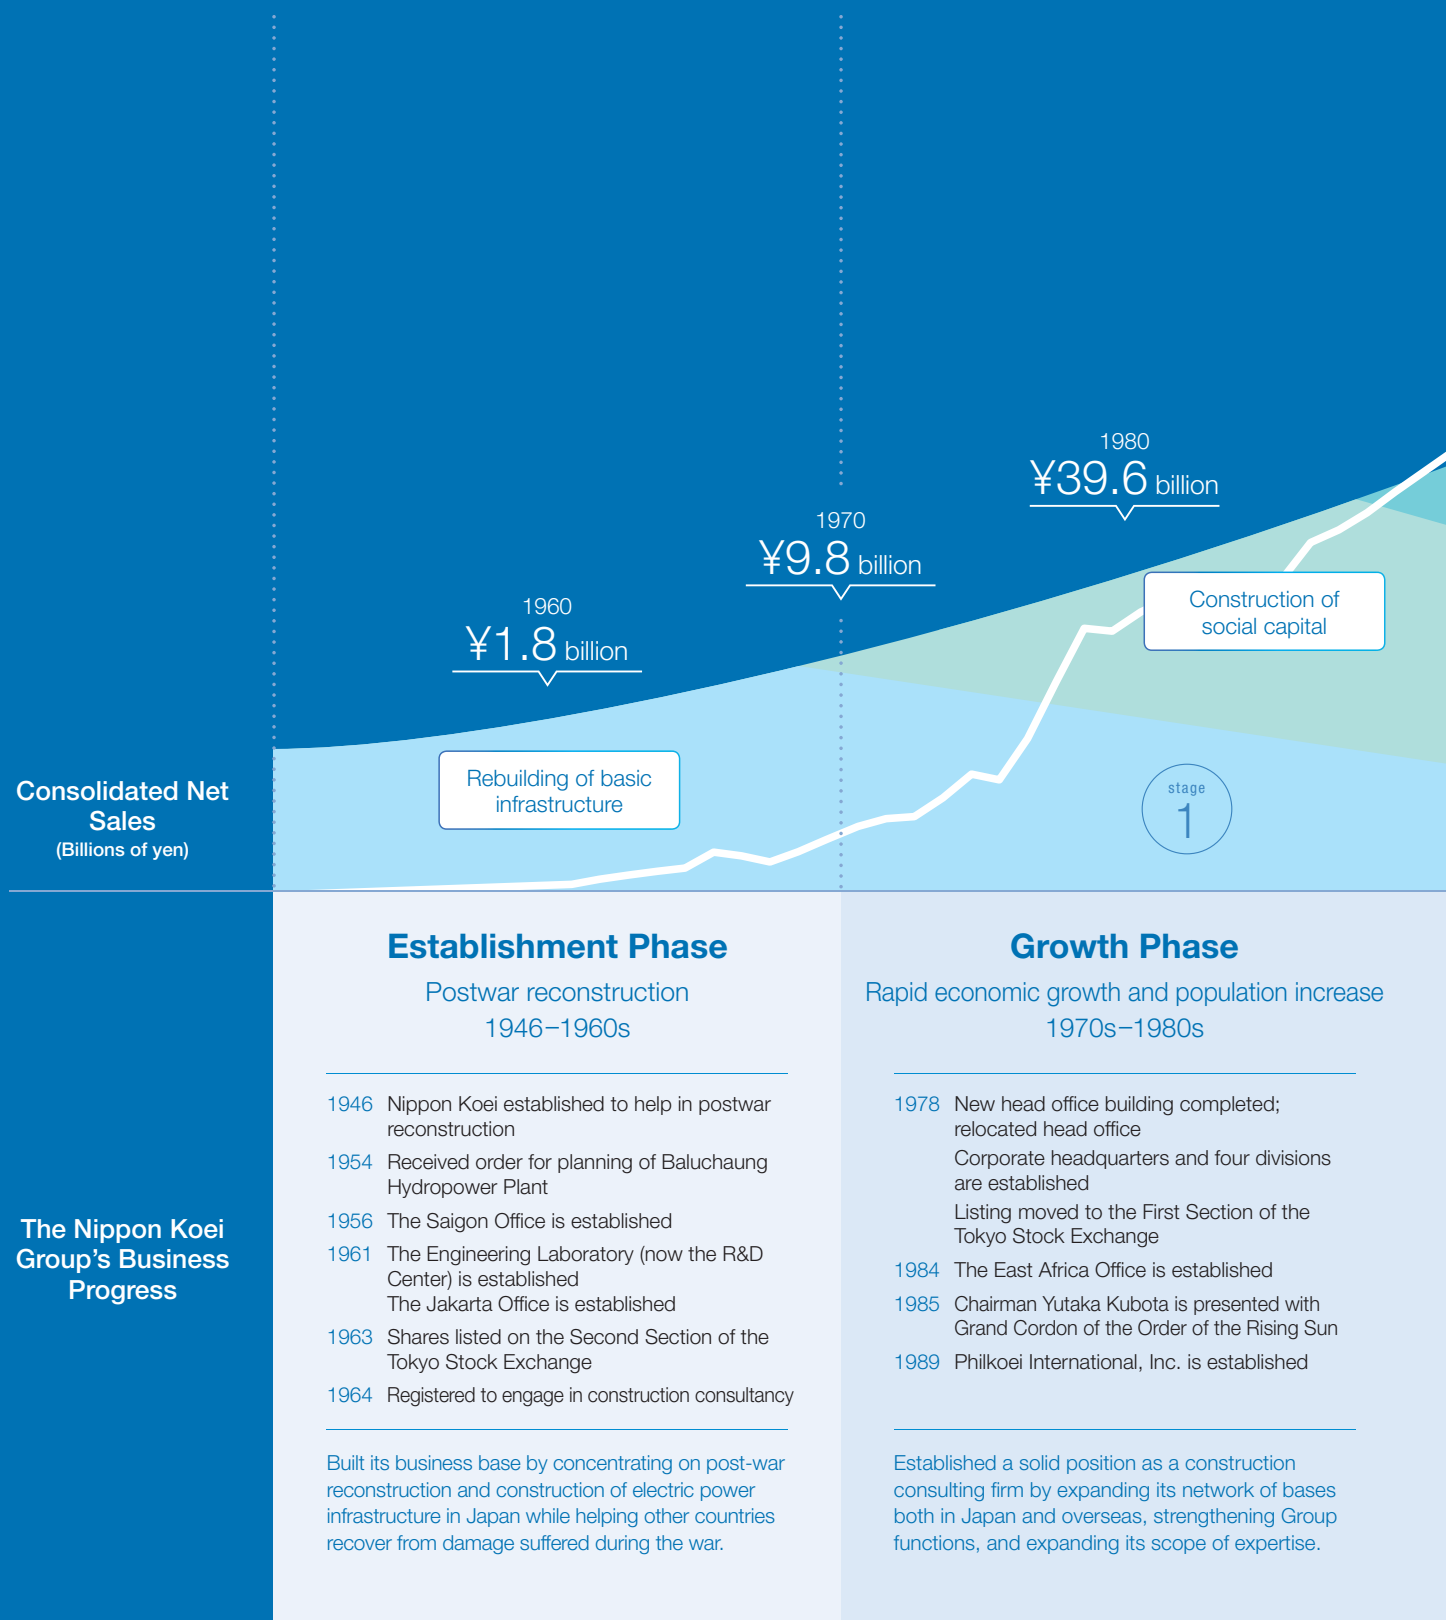 1980
¥39.6 billion
1970
¥9.8 billion
1960
¥1.8 billion
Construction of
social capital
Rebuilding of basic
infrastructure
stage
1
Consolidated Net
Sales
(Billions of yen)
The Nippon Koei
Group’s Business
Progress
Establishment Phase
Postwar reconstruction
1946–1960s
1946 Nippon Koei established to help in postwar
reconstruction
1954 Received order for planning of Baluchaung
Hydropower Plant
1956 The Saigon Office is established
1961 The Engineering Laboratory (now the R&D
Center) is established
The Jakarta Office is established
1963 Shares listed on the Second Section of the
Tokyo Stock Exchange
1964 Registered to engage in construction consultancy
Built its business base by concentrating on post-war
reconstruction and construction of electric power
infrastructure in Japan while helping other countries
recover from damage suffered during the war.
Growth Phase
Rapid economic growth and population increase
1970s–1980s
1978 New head office building completed;
relocated head office
Corporate headquarters and four divisions
are established
Listing moved to the First Section of the
Tokyo Stock Exchange
1984 The East Africa Office is established
1985 Chairman Yutaka Kubota is presented with
Grand Cordon of the Order of the Rising Sun
1989 Philkoei International, Inc. is established
Established a solid position as a construction
consulting firm by expanding its network of bases
both in Japan and overseas, strengthening Group
functions, and expanding its scope of expertise.